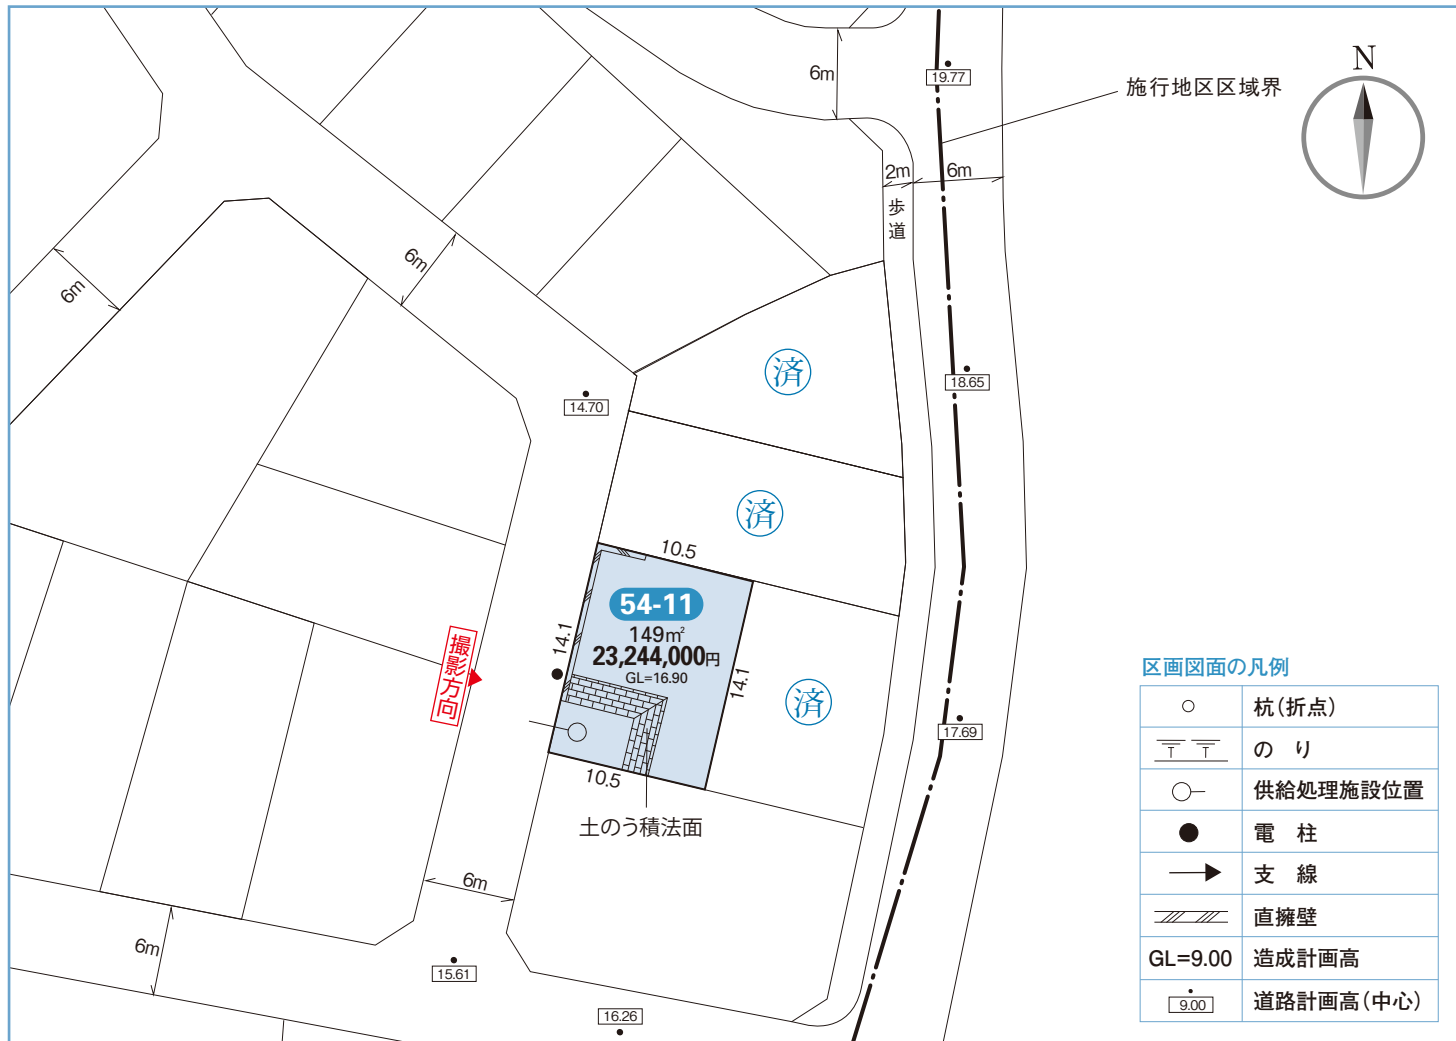 6m
19.77
施行地区区域界
N
2m
6m
歩道
6m
6m
済
18.65
14.70
済
10.5
54-11
149m²
23,244,000円
GL=16.90
14.1
14.1
撮影方向
済
17.69
10.5
土のう積法面
6m
6m
15.61
16.26
区画図面の凡例
杭(折点)
の り
供給処理施設位置
電 柱
支 線
直擁壁
GL=9.00 造成計画高
9.00 道路計画高(中心)